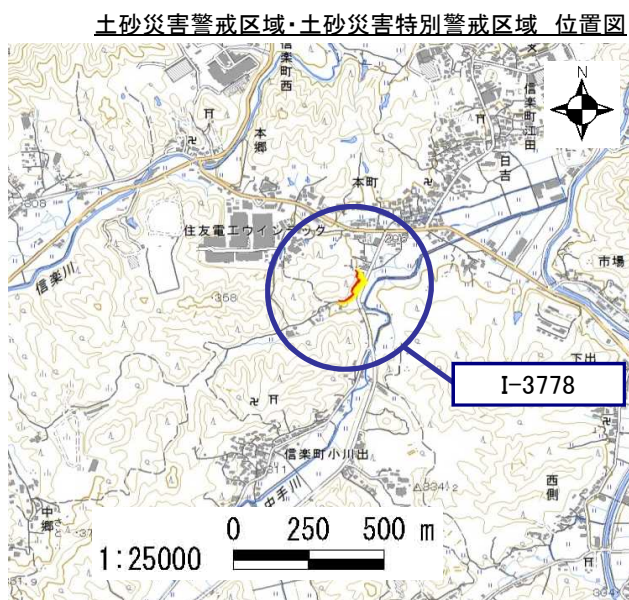 土砂災害警戒区域・土砂災害特別警戒区域 位置図
N
信楽町西
本郷
信楽町江田
日吉
本町
住友電工ウインテック
信楽川
市場
358
I-3778
下出
信楽町小川出
中手川
西側
中郷
1:25000
0 250 500 m